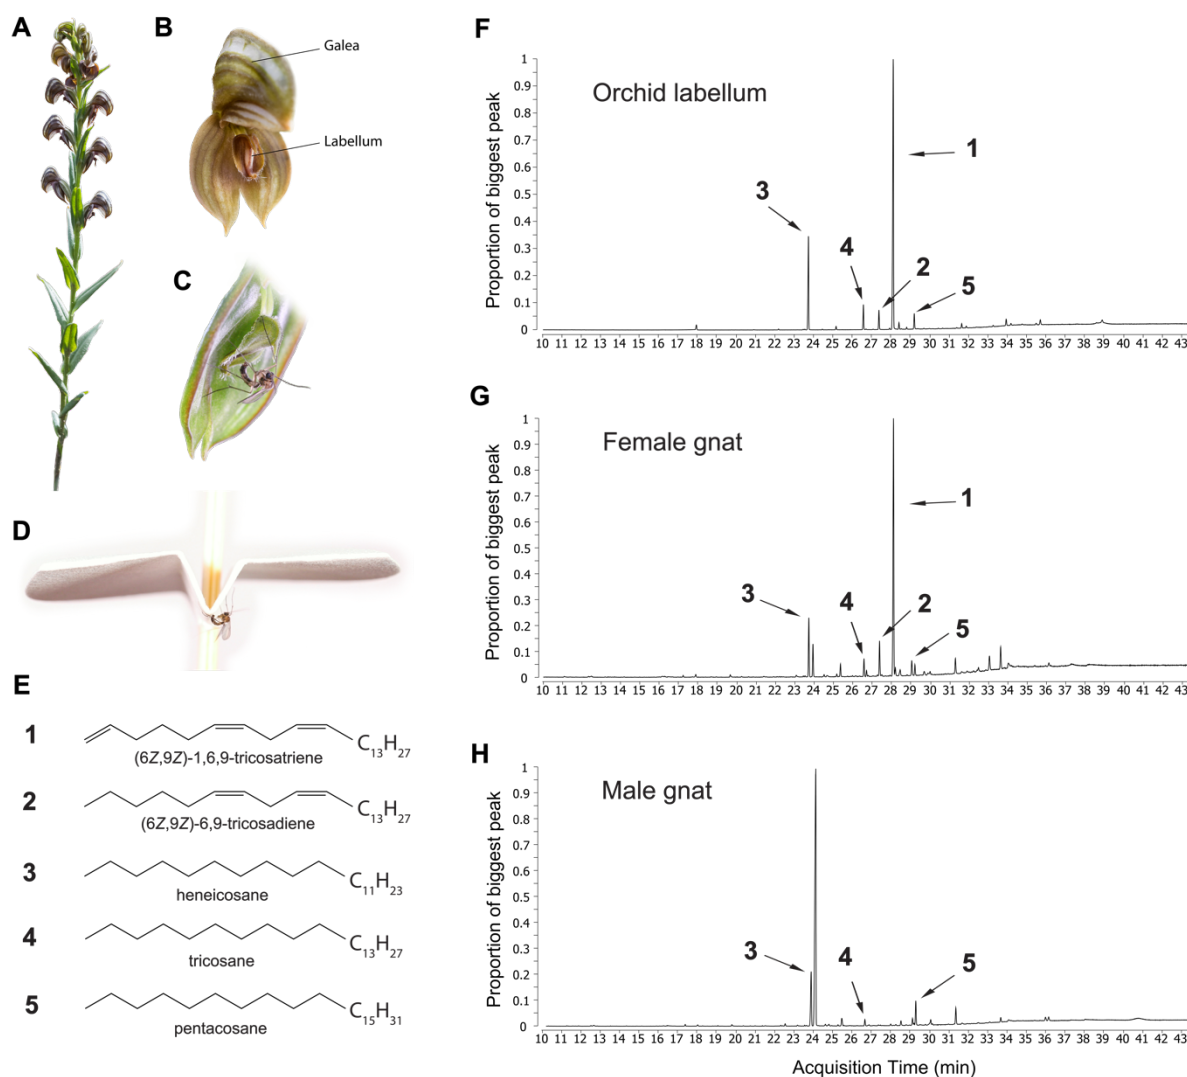 A
B
Galea
Labellum
C
D
E
1
(6Z,9Z)-1,6,9-tricosatriene
C13H27
2
(6Z,9Z)-6,9-tricosadiene
C13H27
3
heneicosane
C11H23
4
tricosane
C13H27
5
pentacosane
C15H31
F
Orchid labellum
Proportion of biggest peak
1
0.9
0.8
0.7
0.6
0.5
0.4
0.3
0.2
0.1
0
3
4
2
1
5
10 11 12 13 14 15 16 17 18 19 20 21 22 23 24 25 26 27 28 29 30 31 32 33 34 35 36 37 38 39 40 41 42 43
G
Female gnat
Proportion of biggest peak
1
0.9
0.8
0.7
0.6
0.5
0.4
0.3
0.2
0.1
0
3
4
2
1
5
10 11 12 13 14 15 16 17 18 19 20 21 22 23 24 25 26 27 28 29 30 31 32 33 34 35 36 37 38 39 40 41 42 43
H
Male gnat
Proportion of biggest peak
1
0.9
0.8
0.7
0.6
0.5
0.4
0.3
0.2
0.1
0
3
4
5
10 11 12 13 14 15 16 17 18 19 20 21 22 23 24 25 26 27 28 29 30 31 32 33 34 35 36 37 38 39 40 41 42 43
Acquisition Time (min)